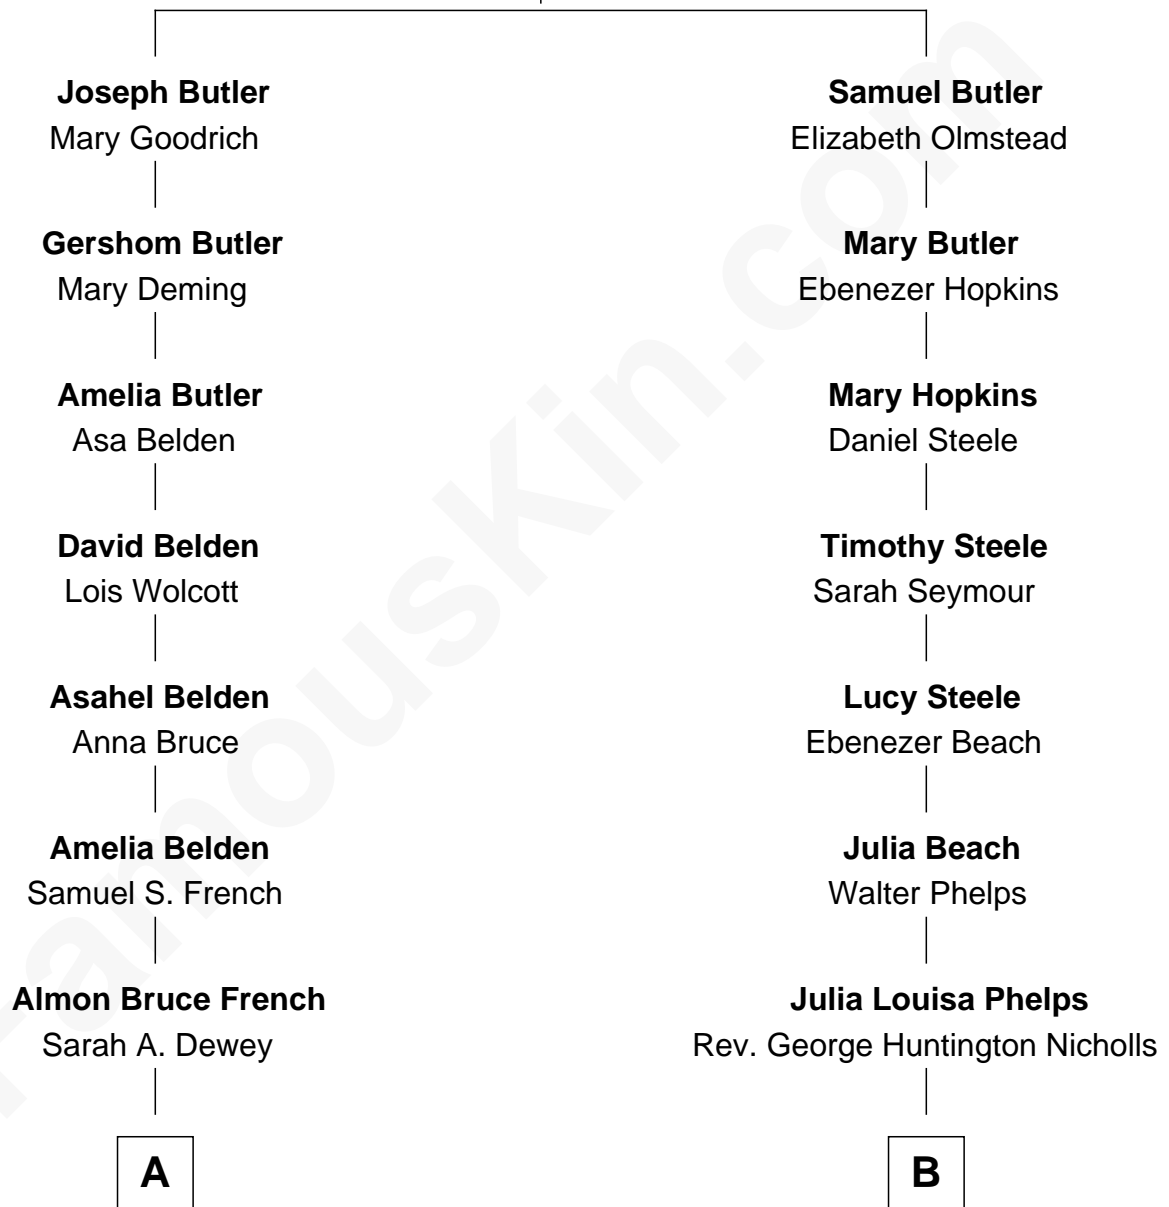 Joseph Butler
Mary Goodrich
Gershom Butler
Mary Deming
Amelia Butler
Asa Belden
David Belden
Lois Wolcott
Asahel Belden
Anna Bruce
Amelia Belden
Samuel S. French
Almon Bruce French
Sarah A. Dewey
A
Samuel Butler
Elizabeth Olmstead
Mary Butler
Ebenezer Hopkins
Mary Hopkins
Daniel Steele
Timothy Steele
Sarah Seymour
Lucy Steele
Ebenezer Beach
Julia Beach
Walter Phelps
Julia Louisa Phelps
Rev. George Huntington Nicholls
B
FamousKin.com